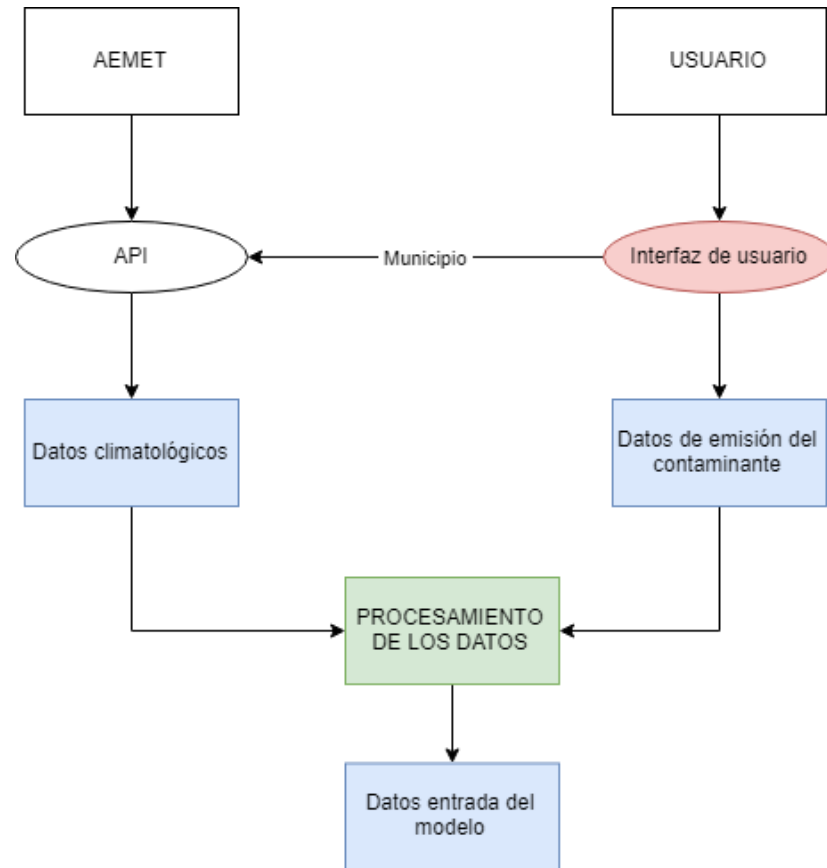 AEMET
USUARIO
API
Municipio
Interfaz de usuario
Datos climatológicos
Datos de emisión del
contaminante
PROCESAMIENTO
DE LOS DATOS
Datos entrada del
modelo